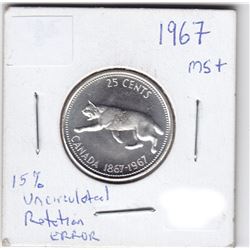 1967
MS+
25 CENTS
CANADA 1867-1967
15%
Uncirculated
Rotation
ERROR